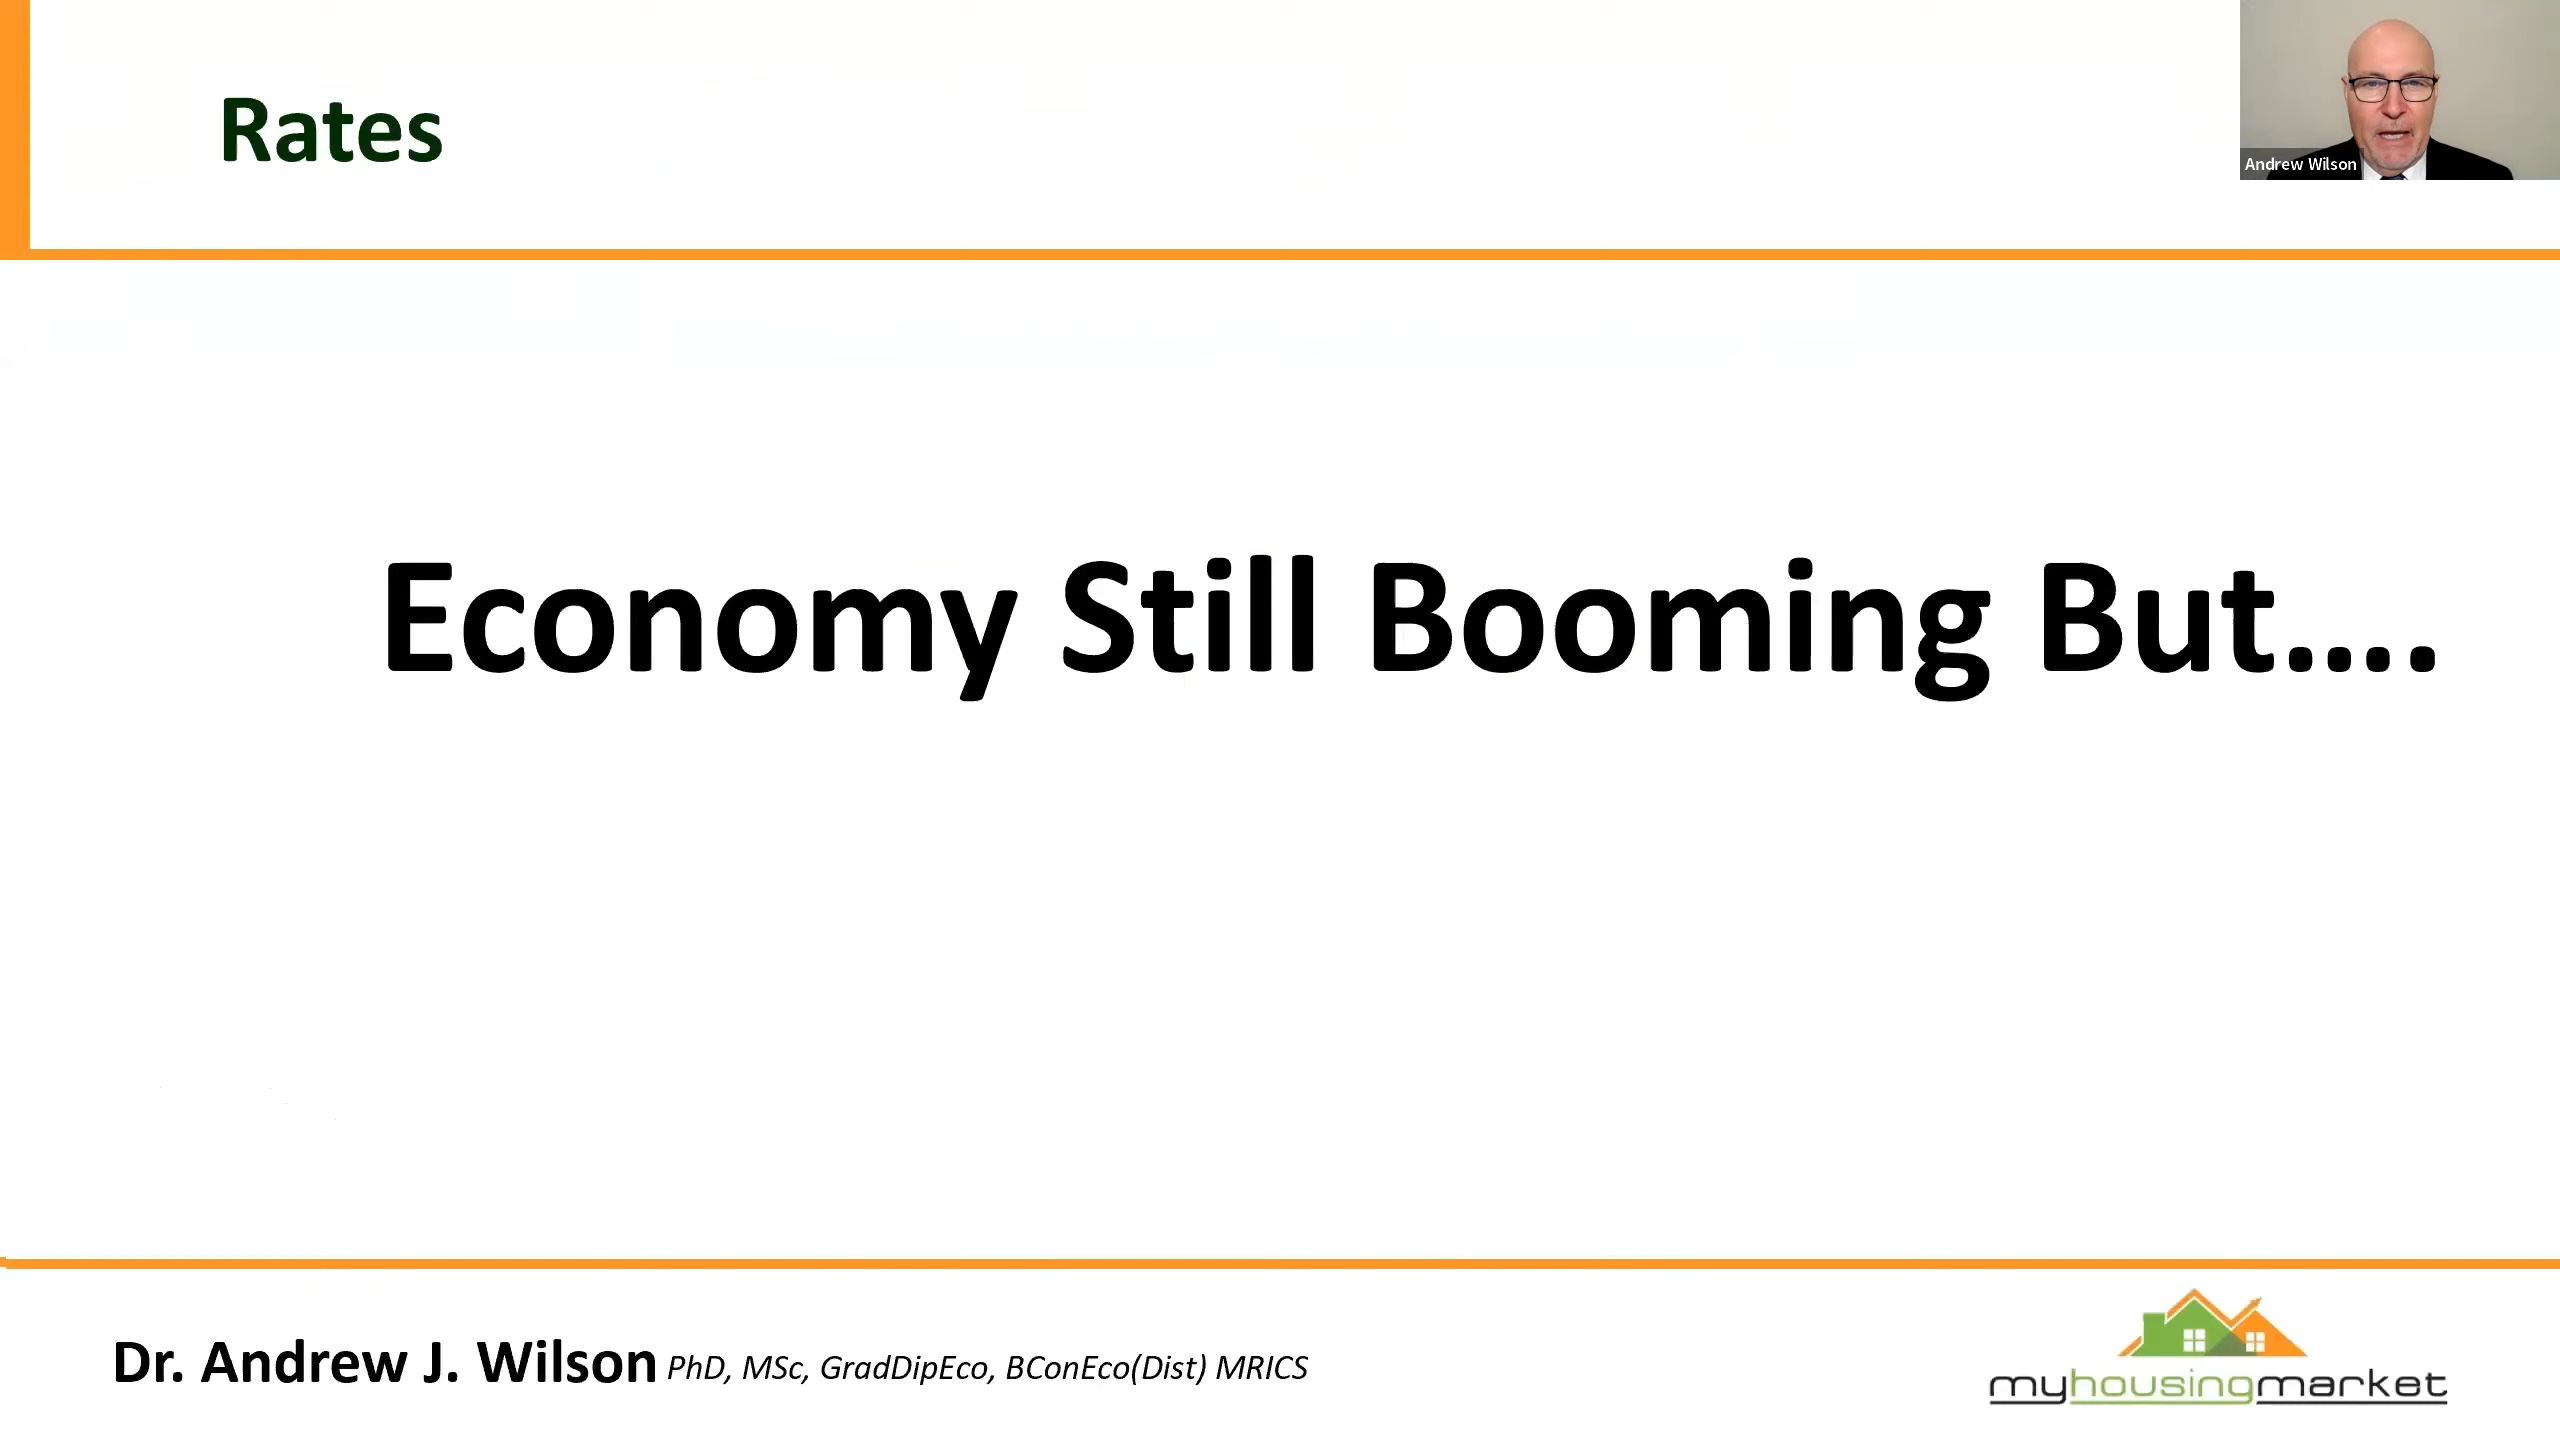 Rates
Andrew Wilson
Economy Still Booming But....
Dr. Andrew J. Wilson PhD, MSc, GradDipEco, BConEco(Dist) MRICS
myhousingmarket